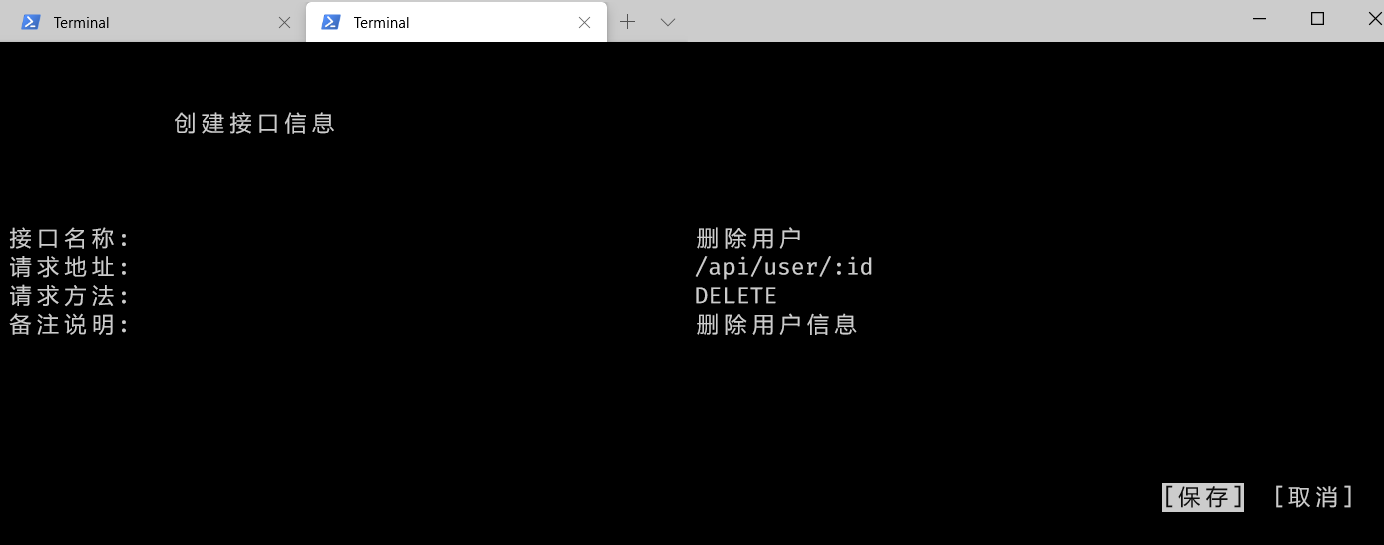 Terminal
Terminal
创建接口信息
接口名称: 删除用户
请求地址: /api/user/:id
请求方法: DELETE
备注说明: 删除用户信息
[保存] [取消]